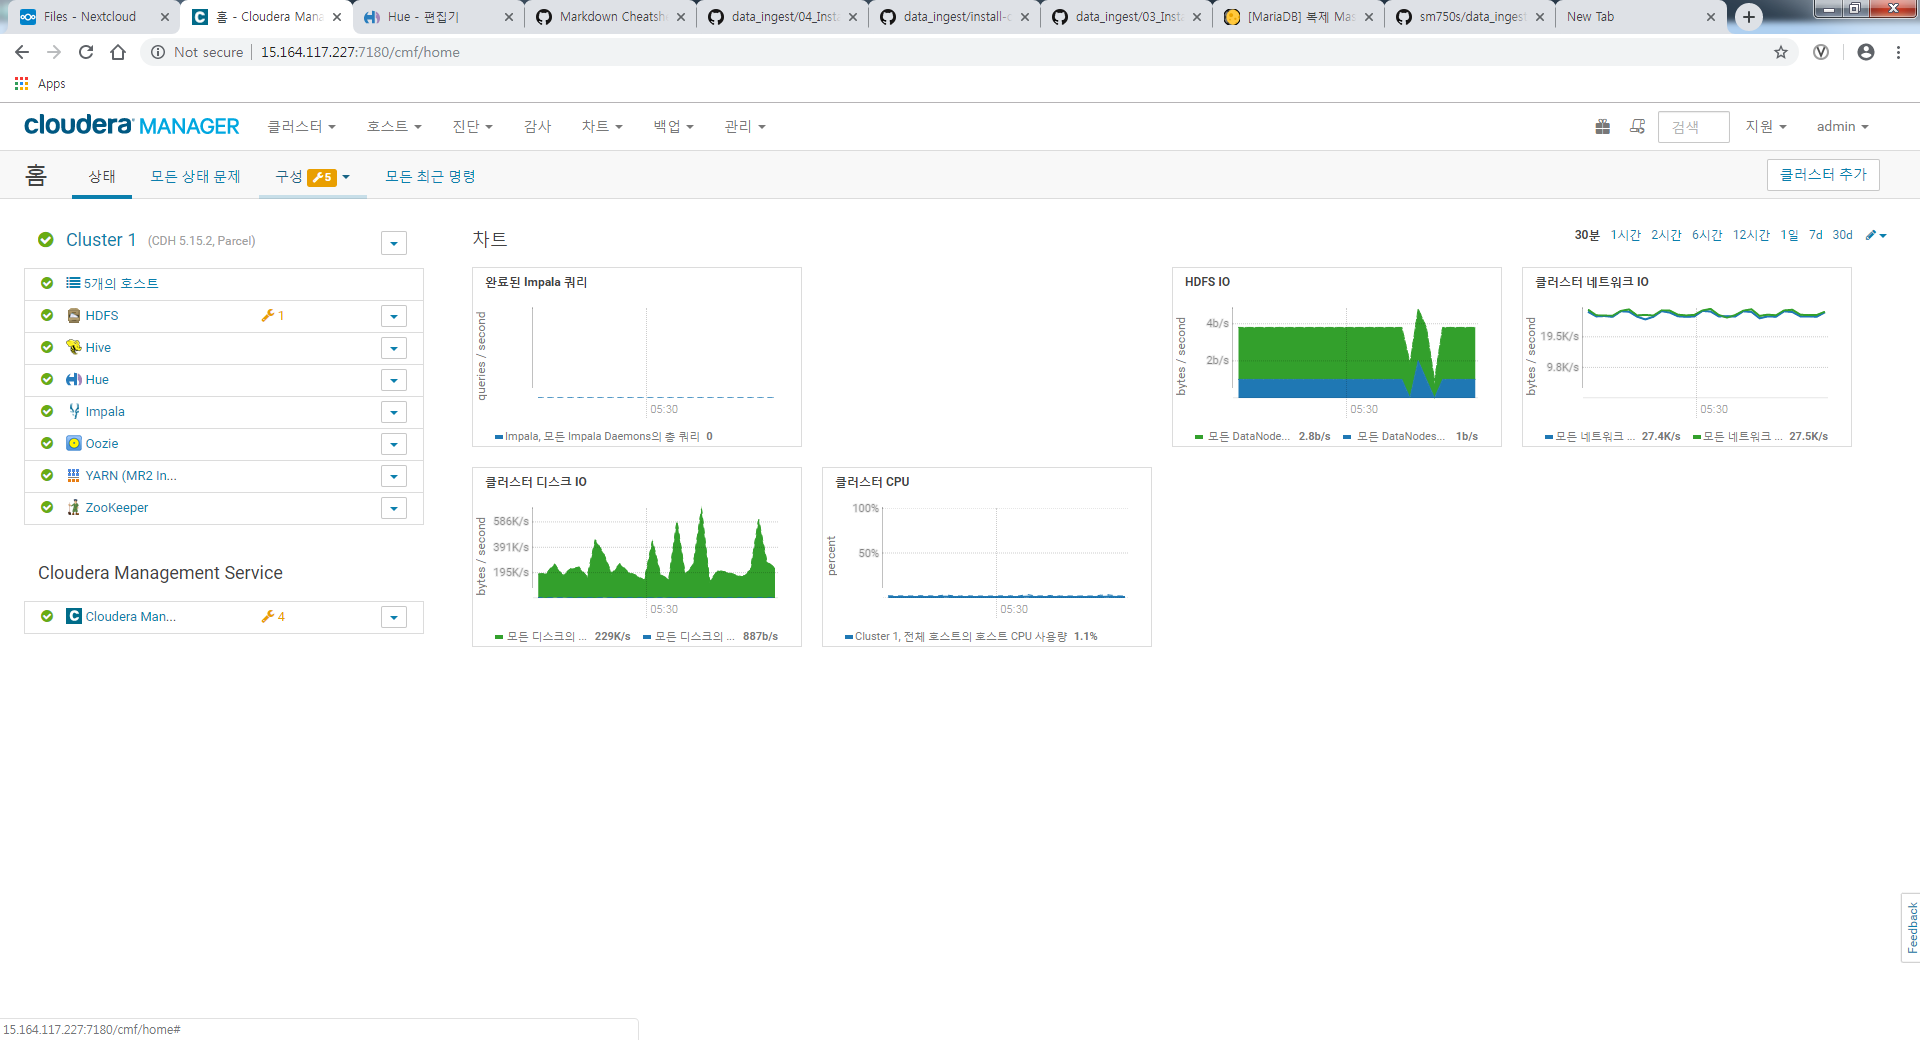 Files - Nextcloud
홈 - Cloudera Mana
Hue - 편집기
Markdown Cheatshe
data_ingest/04_Insta
data_ingest/install-c
data_ingest/03_Insta
[MariaDB] 복제 Mas
sm750s/data_ingest
New Tab
Not secure 15.164.117.227:7180/cmf/home
Apps
cloudera MANAGER 클러스터 호스트 진단 감사 차트 백업 관리 검색 지원 admin
홈 상태 모든 상태 문제 구성 5 모든 최근 명령 클러스터 추가
Cluster 1 (CDH 5.15.2, Parcel)
5개의 호스트
HDFS 1
Hive
Hue
Impala
Oozie
YARN (MR2 In...
ZooKeeper
Cloudera Management Service
Cloudera Man... 4
차트
30분 1시간 2시간 6시간 12시간 1일 7d 30d
완료된 Impala 쿼리
queries / second
05:30
Impala, 모든 Impala Daemons의 총 쿼리 0
HDFS IO
bytes / second
4b/s
2b/s
05:30
모든 DataNode... 2.8b/s 모든 DataNodes... 1b/s
클러스터 네트워크 IO
bytes / second
19.5K/s
9.8K/s
05:30
모든 네트워크 ... 27.4K/s 모든 네트워크 ... 27.5K/s
클러스터 디스크 IO
bytes / second
586K/s
391K/s
195K/s
05:30
모든 디스크의 ... 229K/s 모든 디스크의 ... 887b/s
클러스터 CPU
percent
100%
50%
05:30
Cluster 1, 전체 호스트의 호스트 CPU 사용량 1.1%
Feedback
15.164.117.227:7180/cmf/home#